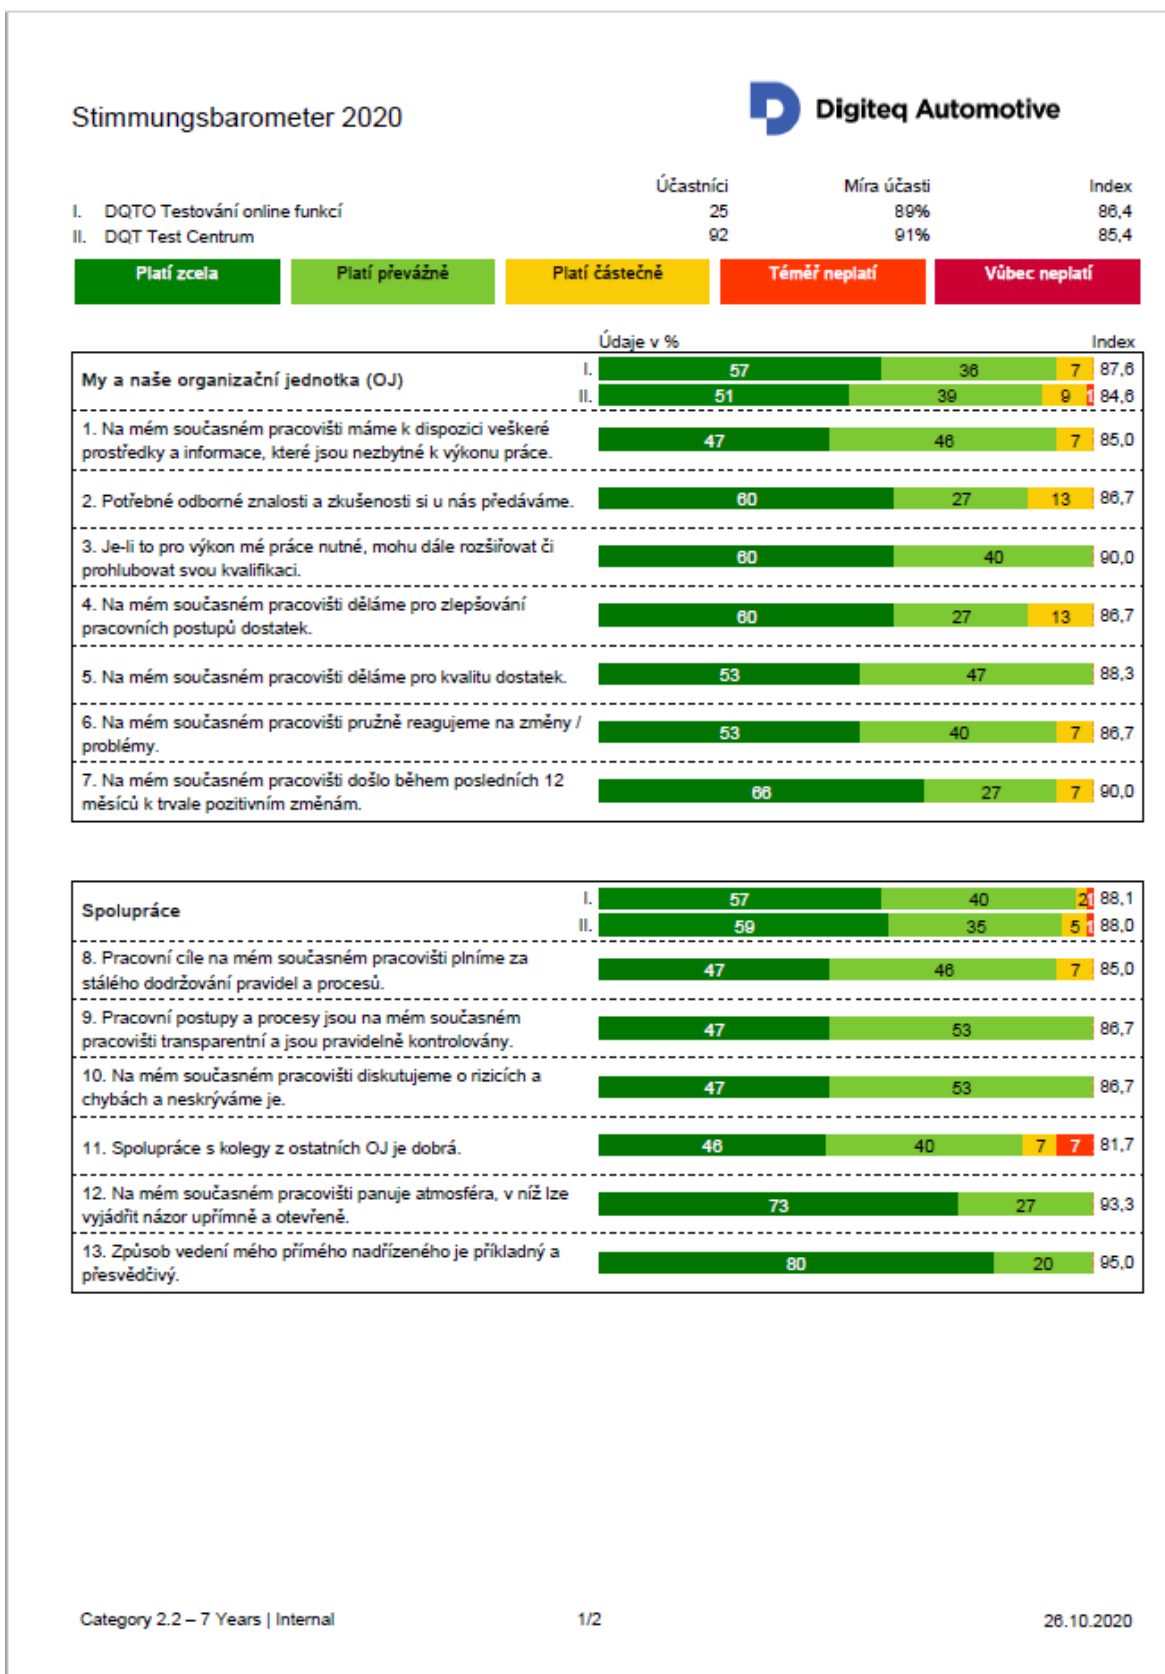 Stimmungsbarometer 2020
Digiteq Automotive
Účastníci Míra účasti Index
I. DQTO Testování online funkcí 25 89% 86,4
II. DQT Test Centrum 92 91% 85,4
Platí zcela Platí převážně Platí částečně Téměř neplatí Vůbec neplatí
Údaje v % Index
My a naše organizační jednotka (OJ)
I. 57 36 7 87,6
II. 51 39 9 1 84,6
1. Na mém současném pracovišti máme k dispozici veškeré
prostředky a informace, které jsou nezbytné k výkonu práce.
47 46 7 85,0
2. Potřebné odborné znalosti a zkušenosti si u nás předáváme.
60 27 13 86,7
3. Je-li to pro výkon mé práce nutné, mohu dále rozšiřovat či
prohlubovat svou kvalifikaci.
60 40 90,0
4. Na mém současném pracovišti děláme pro zlepšování
pracovních postupů dostatek.
60 27 13 86,7
5. Na mém současném pracovišti děláme pro kvalitu dostatek.
53 47 88,3
6. Na mém současném pracovišti pružně reagujeme na změny /
problémy.
53 40 7 86,7
7. Na mém současném pracovišti došlo během posledních 12
měsíců k trvale pozitivním změnám.
66 27 7 90,0
Spolupráce
I. 57 40 2 1 88,1
II. 59 35 5 1 88,0
8. Pracovní cíle na mém současném pracovišti plníme za
stálého dodržování pravidel a procesů.
47 46 7 85,0
9. Pracovní postupy a procesy jsou na mém současném
pracovišti transparentní a jsou pravidelně kontrolovány.
47 53 86,7
10. Na mém současném pracovišti diskutujeme o rizicích a
chybách a neskrýváme je.
47 53 86,7
11. Spolupráce s kolegy z ostatních OJ je dobrá.
46 40 7 7 81,7
12. Na mém současném pracovišti panuje atmosféra, v níž lze
vyjádřit názor upřímně a otevřeně.
73 27 93,3
13. Způsob vedení mého přímého nadřízeného je příkladný a
přesvědčivý.
80 20 95,0
Category 2.2 – 7 Years | Internal 1/2 26.10.2020